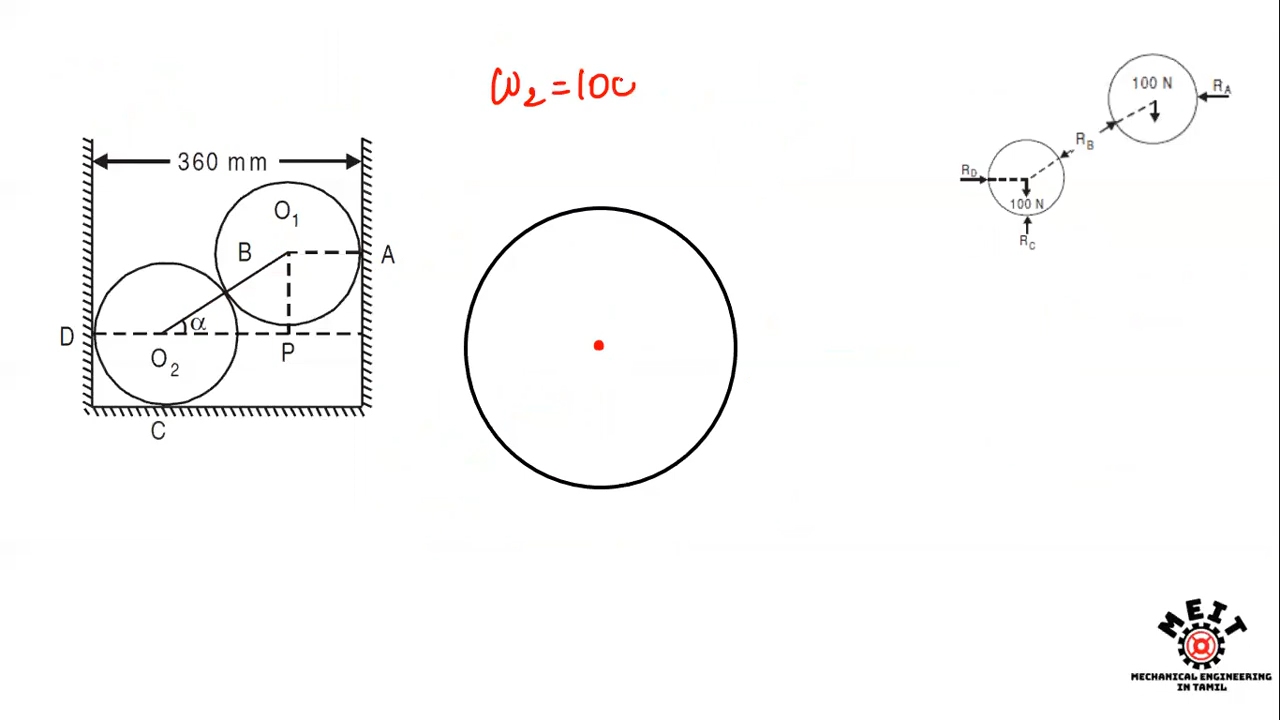 W₂ = 100
360 mm
O₁
B
A
α
D
O₂
P
C
100 N
R_A
R_B
R_D
100 N
R_C
MEIT
MECHANICAL ENGINEERING
IN TAMIL